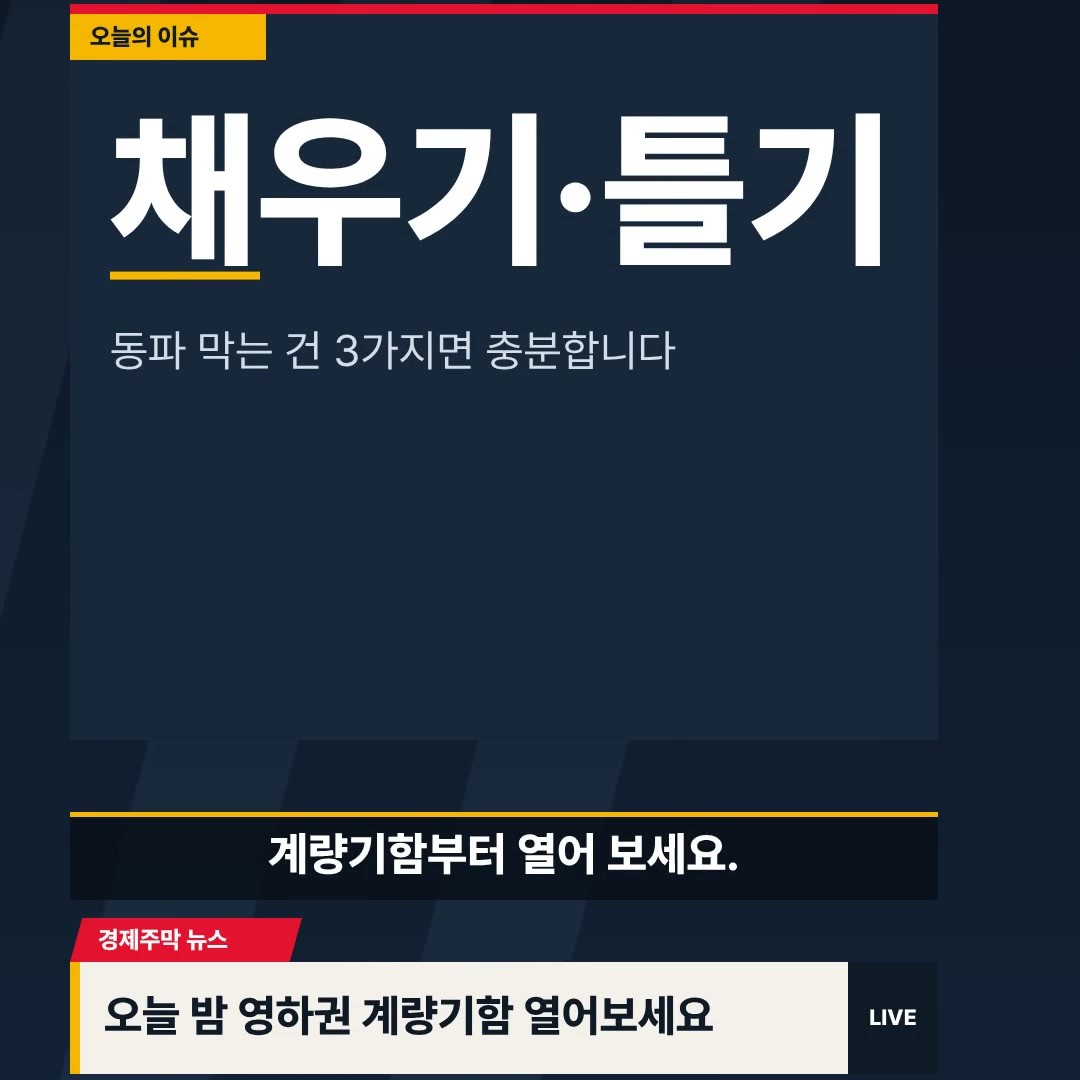 오늘의 이슈
채우기·틀기
동파 막는 건 3가지면 충분합니다
계량기함부터 열어 보세요.
경제주막 뉴스
오늘 밤 영하권 계량기함 열어보세요
LIVE